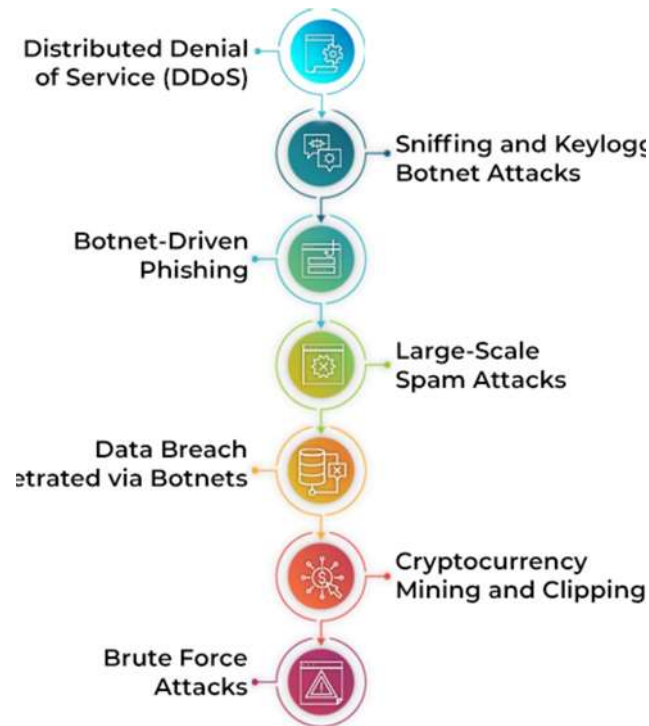 Distributed Denial
of Service (DDoS)
Sniffing and Keylogg
Botnet Attacks
Botnet-Driven
Phishing
Large-Scale
Spam Attacks
Data Breach
etrated via Botnets
Cryptocurrency
Mining and Clipping
Brute Force
Attacks